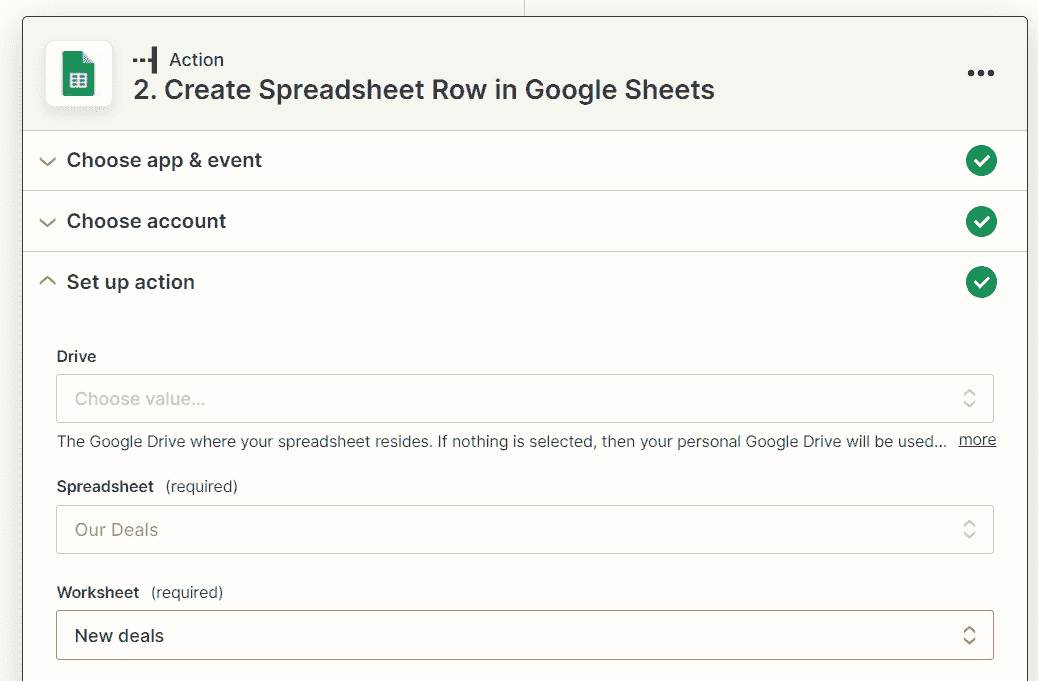 Action
2. Create Spreadsheet Row in Google Sheets
Choose app & event
Choose account
Set up action
Drive
Choose value...
The Google Drive where your spreadsheet resides. If nothing is selected, then your personal Google Drive will be used... more
Spreadsheet (required)
Our Deals
Worksheet (required)
New deals